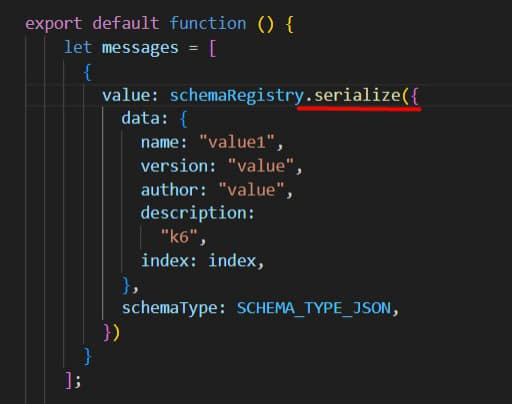 export default function () {
let messages = [
{
value: schemaRegistry.serialize({
data: {
name: "value1",
version: "value",
author: "value",
description:
"k6",
index: index,
},
schemaType: SCHEMA_TYPE_JSON,
})
}
];